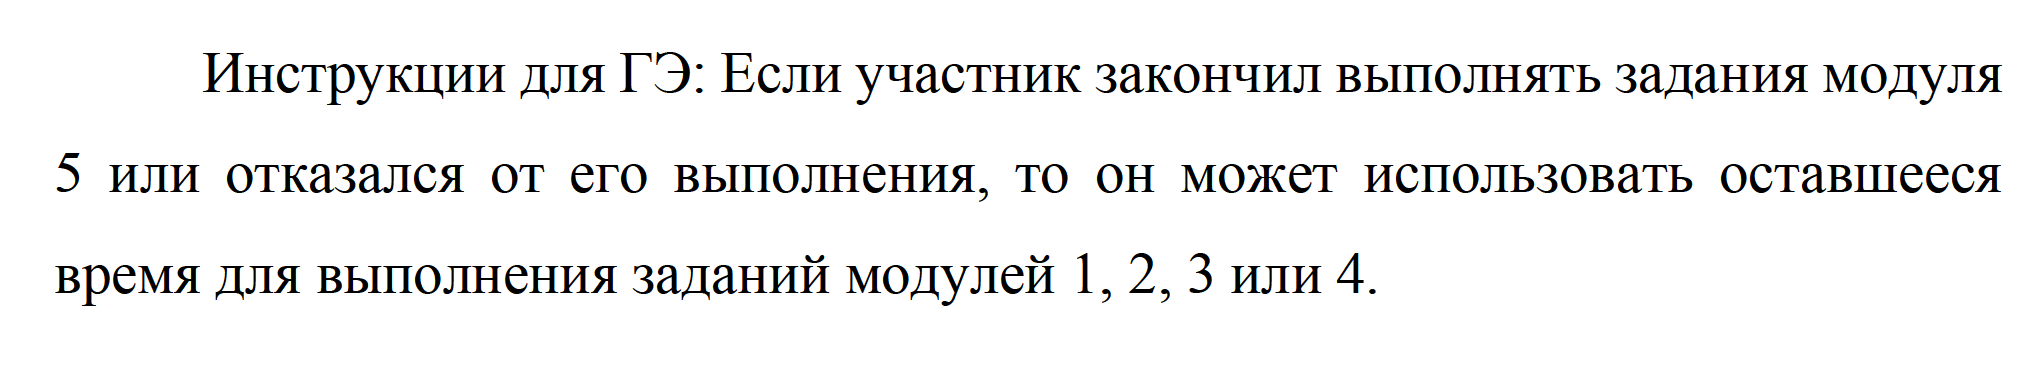 Инструкции для ГЭ: Если участник закончил выполнять задания модуля
5 или отказался от его выполнения, то он может использовать оставшееся
время для выполнения заданий модулей 1, 2, 3 или 4.